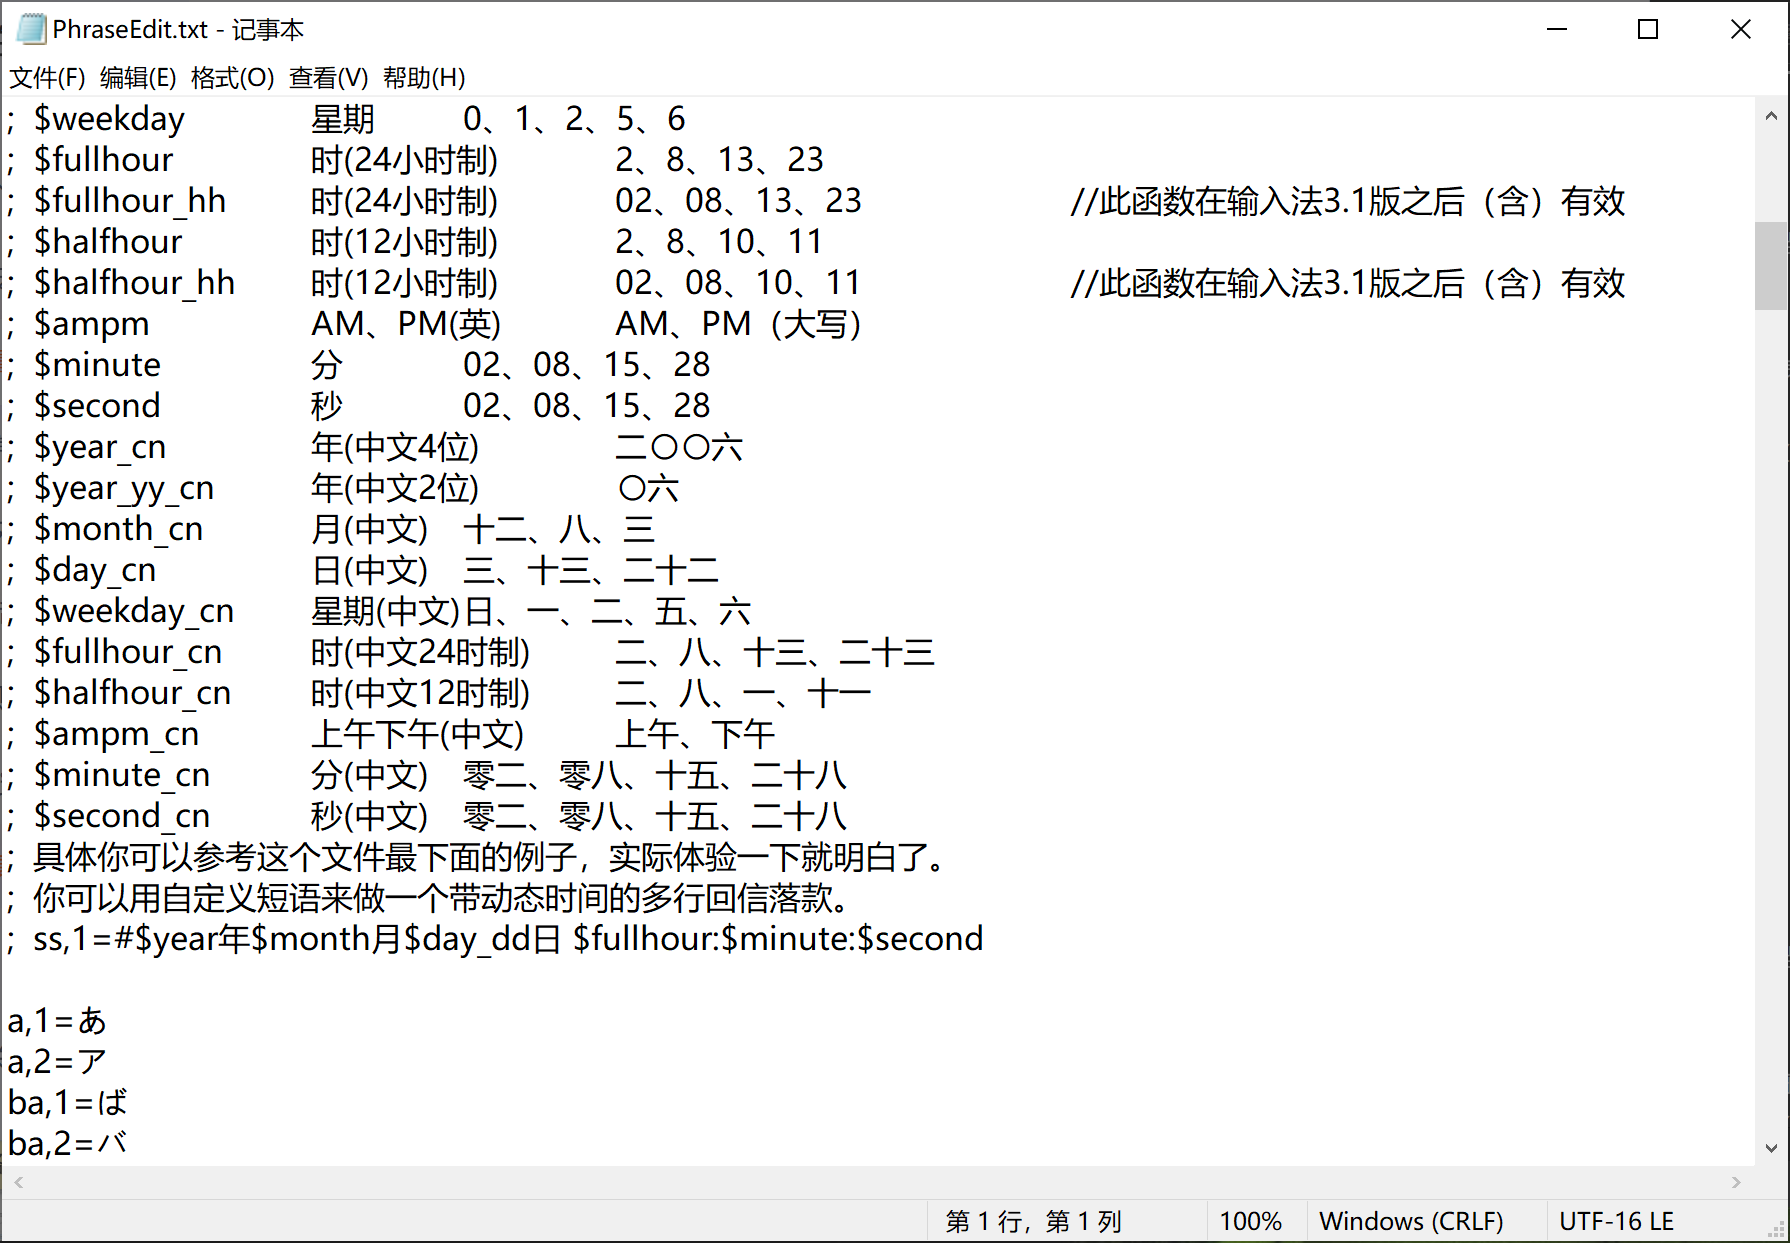 PhraseEdit.txt - 记事本
文件(F) 编辑(E) 格式(O) 查看(V) 帮助(H)
; $weekday 星期 0、1、2、5、6
; $fullhour 时(24小时制) 2、8、13、23
; $fullhour_hh 时(24小时制) 02、08、13、23 //此函数在输入法3.1版之后（含）有效
; $halfhour 时(12小时制) 2、8、10、11
; $halfhour_hh 时(12小时制) 02、08、10、11 //此函数在输入法3.1版之后（含）有效
; $ampm AM、PM(英) AM、PM（大写）
; $minute 分 02、08、15、28
; $second 秒 02、08、15、28
; $year_cn 年(中文4位) 二〇〇六
; $year_yy_cn 年(中文2位) 〇六
; $month_cn 月(中文) 十二、八、三
; $day_cn 日(中文) 三、十三、二十二
; $weekday_cn 星期(中文) 日、一、二、五、六
; $fullhour_cn 时(中文24时制) 二、八、十三、二十三
; $halfhour_cn 时(中文12时制) 二、八、一、十一
; $ampm_cn 上午下午(中文) 上午、下午
; $minute_cn 分(中文) 零二、零八、十五、二十八
; $second_cn 秒(中文) 零二、零八、十五、二十八
; 具体你可以参考这个文件最下面的例子，实际体验一下就明白了。
; 你可以用自定义短语来做一个带动态时间的多行回信落款。
; ss,1=#$year年$month月$day_dd日 $fullhour:$minute:$second
a,1=あ
a,2=ア
ba,1=ば
ba,2=バ
第 1 行，第 1 列 100% Windows (CRLF) UTF-16 LE